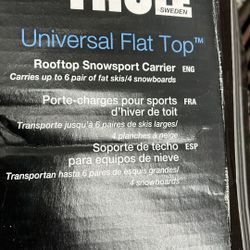 THULE
SWEDEN
Universal Flat Top™
Rooftop Snowsport Carrier ENG
Carries up to 6 pair of fat skis/4 snowboards
Porte-charges pour sports FRA
d'hiver de toit
Transporte jusqu'à 6 paires de skis larges/
4 planches à neige
Soporte de techo ESP
para equipos de nieve
Transportan hasta 6 pares de esquís grandes/
4 snowboards